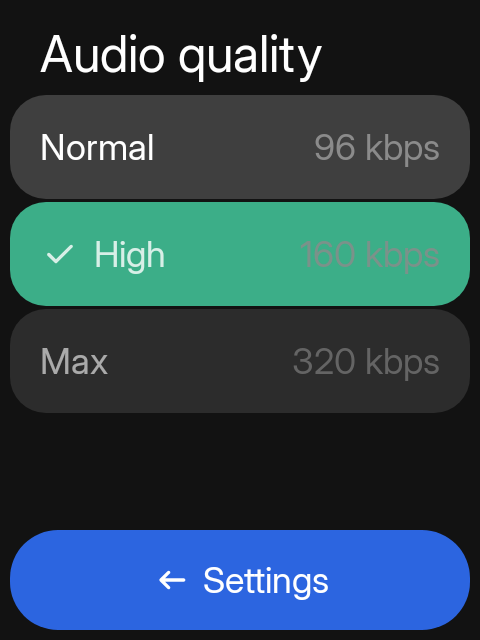 Audio quality
Normal 96 kbps
High 160 kbps
Max 320 kbps
Settings